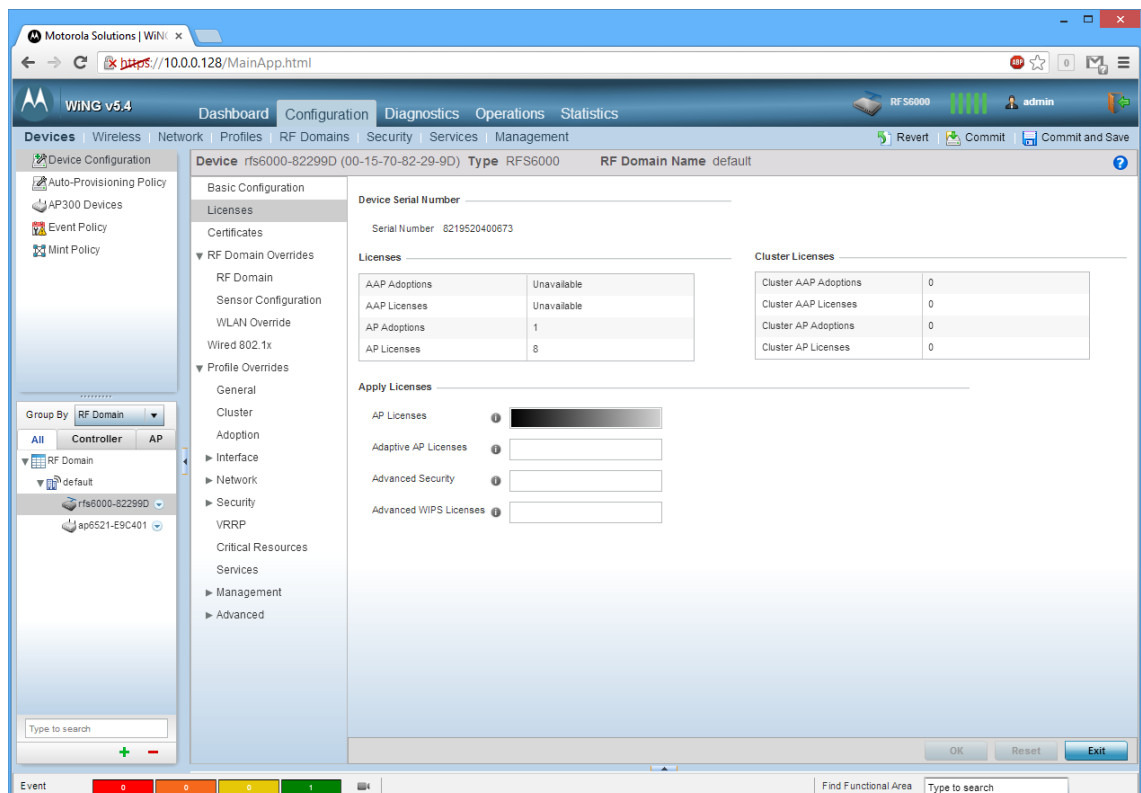 Motorola Solutions | WiNG
https://10.0.0.128/MainApp.html
ABP
0
WiNG v5.4
Dashboard Configuration Diagnostics Operations Statistics
RFS6000
admin
Devices Wireless Network Profiles RF Domains Security Services Management
Revert Commit Commit and Save
Device Configuration
Auto-Provisioning Policy
AP300 Devices
Event Policy
Mint Policy
Group By RF Domain
All Controller AP
RF Domain
default
rfs6000-82299D
ap6521-E9C401
Type to search
Device rfs6000-82299D (00-15-70-82-29-9D) Type RFS6000 RF Domain Name default
Basic Configuration
Licenses
Certificates
RF Domain Overrides
RF Domain
Sensor Configuration
WLAN Override
Wired 802.1x
Profile Overrides
General
Cluster
Adoption
Interface
Network
Security
VRRP
Critical Resources
Services
Management
Advanced
Device Serial Number
Serial Number 8219520400673
Licenses
AAP Adoptions Unavailable
AAP Licenses Unavailable
AP Adoptions 1
AP Licenses 8
Cluster Licenses
Cluster AAP Adoptions 0
Cluster AAP Licenses 0
Cluster AP Adoptions 0
Cluster AP Licenses 0
Apply Licenses
AP Licenses
Adaptive AP Licenses
Advanced Security
Advanced WIPS Licenses
OK Reset Exit
Event 0 0 0 1
Find Functional Area Type to search